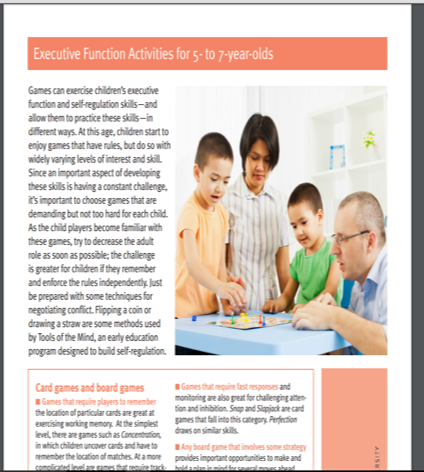 Executive Function Activities for 5- to 7-year-olds
Games can exercise children's executive
function and self-regulation skills—and
allow them to practice these skills—in
different ways. At this age, children start to
enjoy games that have rules, but do so with
widely varying levels of interest and skill.
Since an important aspect of developing
these skills is having a constant challenge,
it's important to choose games that are
demanding but not too hard for each child.
As the child players become familiar with
these games, try to decrease the adult
role as soon as possible; the challenge
is greater for children if they remember
and enforce the rules independently. Just
be prepared with some techniques for
negotiating conflict. Flipping a coin or
drawing a straw are some methods used
by Tools of the Mind, an early education
program designed to build self-regulation.
Card games and board games
■ Games that require players to remember
the location of particular cards are great at
exercising working memory. At the simplest
level, there are games such as Concentration,
in which children uncover cards and have to
remember the location of matches. At a more
complicated level are games that require track-
■ Games that require fast responses and
monitoring are also great for challenging atten-
tion and inhibition. Snap and Slapjack are card
games that fall into this category. Perfection
draws on similar skills.
■ Any board game that involves some strategy
provides important opportunities to make and
hold a plan in mind for several moves ahead
RSITY